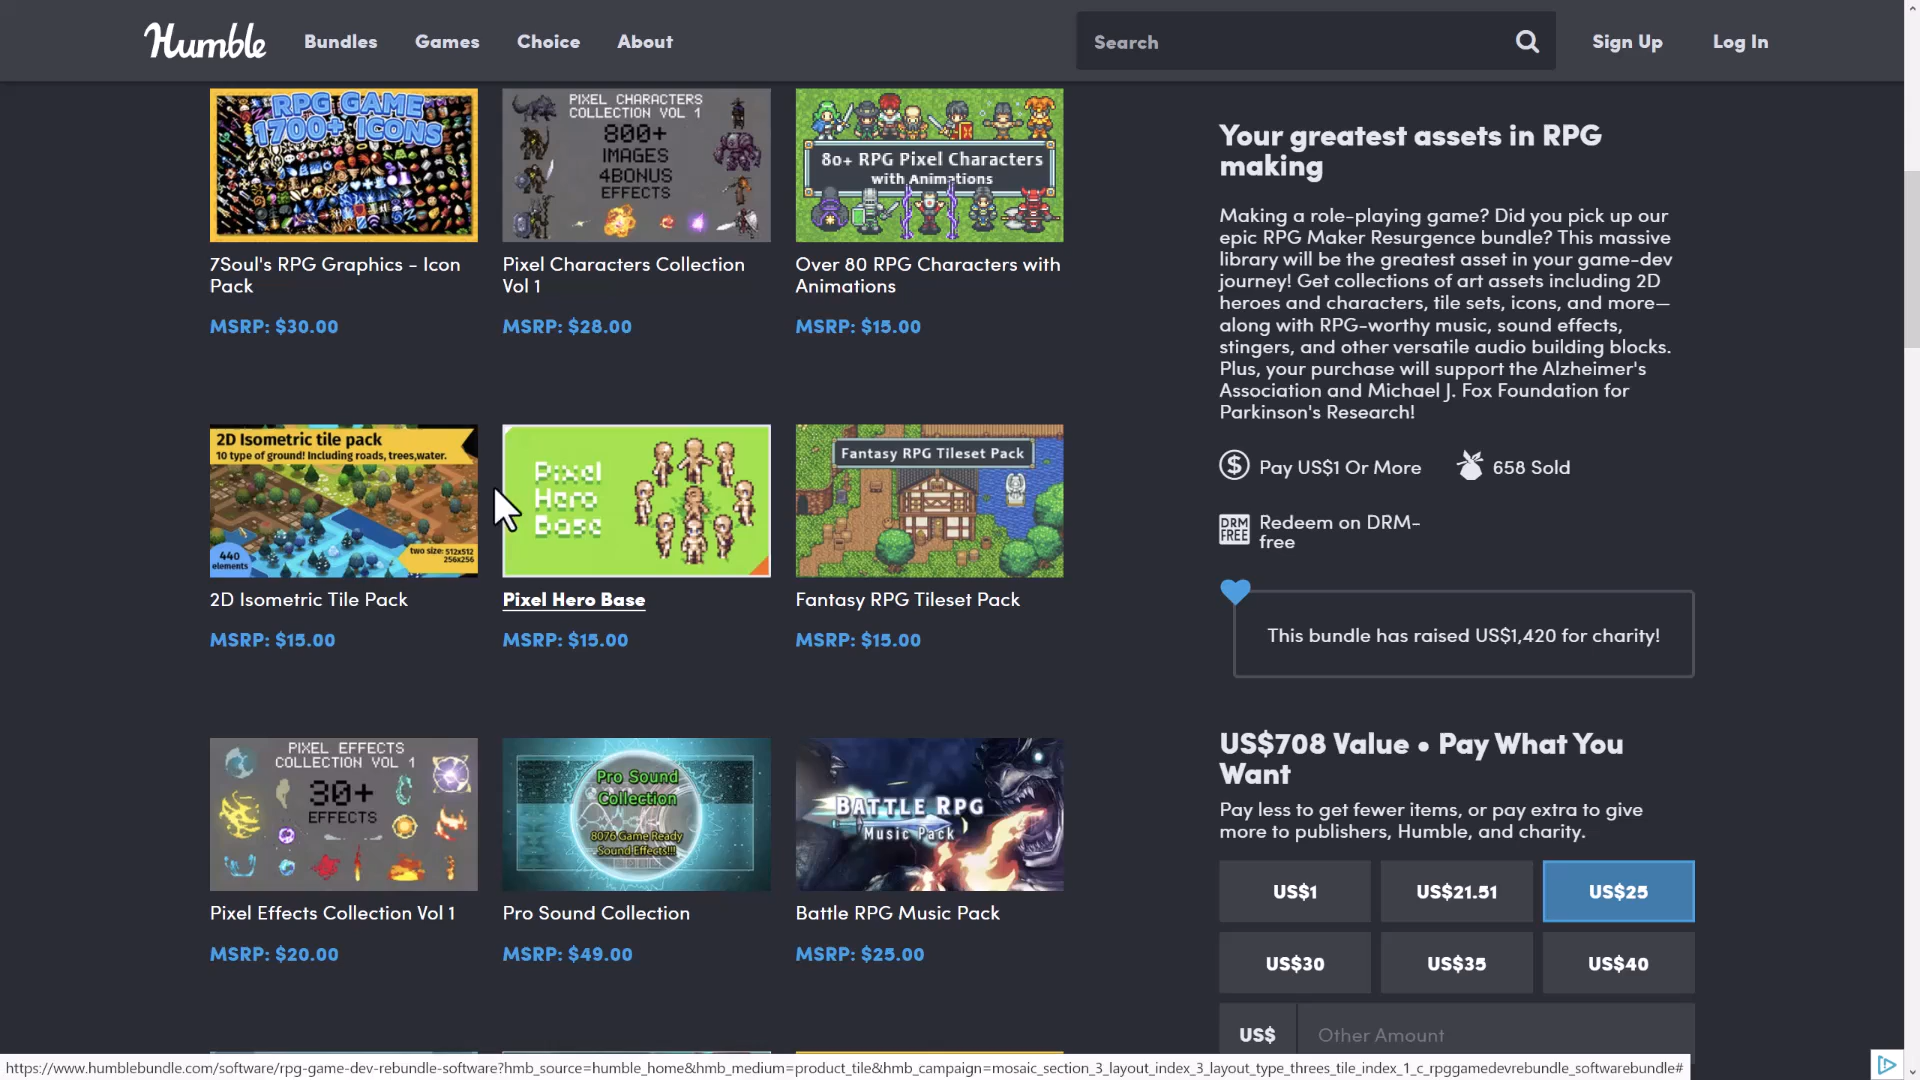 Humble
Bundles
Games
Choice
About
Search
Sign Up
Log In
RPG GAME
1700+ ICONS
7Soul's RPG Graphics - Icon
Pack
MSRP: $30.00
PIXEL CHARACTERS
COLLECTION VOL 1
800+
IMAGES
4BONUS
EFFECTS
Pixel Characters Collection
Vol 1
MSRP: $28.00
80+ RPG Pixel Characters
with Animations
Over 80 RPG Characters with
Animations
MSRP: $15.00
2D Isometric tile pack
10 type of ground! Including roads, trees,water.
440
elements
two size: 512x512
256x256
2D Isometric Tile Pack
MSRP: $15.00
Pixel
Hero
Base
Pixel Hero Base
MSRP: $15.00
Fantasy RPG Tileset Pack
Fantasy RPG Tileset Pack
MSRP: $15.00
PIXEL EFFECTS
COLLECTION VOL 1
30+
EFFECTS
Pixel Effects Collection Vol 1
MSRP: $20.00
Pro Sound
Collection
8076 Game Ready
Sound Effects!!!
Pro Sound Collection
MSRP: $49.00
BATTLE RPG
Music Pack
Battle RPG Music Pack
MSRP: $25.00
Your greatest assets in RPG
making
Making a role-playing game? Did you pick up our
epic RPG Maker Resurgence bundle? This massive
library will be the greatest asset in your game-dev
journey! Get collections of art assets including 2D
heroes and characters, tile sets, icons, and more—
along with RPG-worthy music, sound effects,
stingers, and other versatile audio building blocks.
Plus, your purchase will support the Alzheimer's
Association and Michael J. Fox Foundation for
Parkinson's Research!
Pay US$1 Or More
658 Sold
DRM
FREE
Redeem on DRM-
free
This bundle has raised US$1,420 for charity!
US$708 Value • Pay What You
Want
Pay less to get fewer items, or pay extra to give
more to publishers, Humble, and charity.
US$1
US$21.51
US$25
US$30
US$35
US$40
US$
Other Amount
https://www.humblebundle.com/software/rpg-game-dev-rebundle-software?hmb_source=humble_home&hmb_medium=product_tile&hmb_campaign=mosaic_section_3_layout_index_3_layout_type_threes_tile_index_1_c_rpggamedevrebundle_softwarebundle#